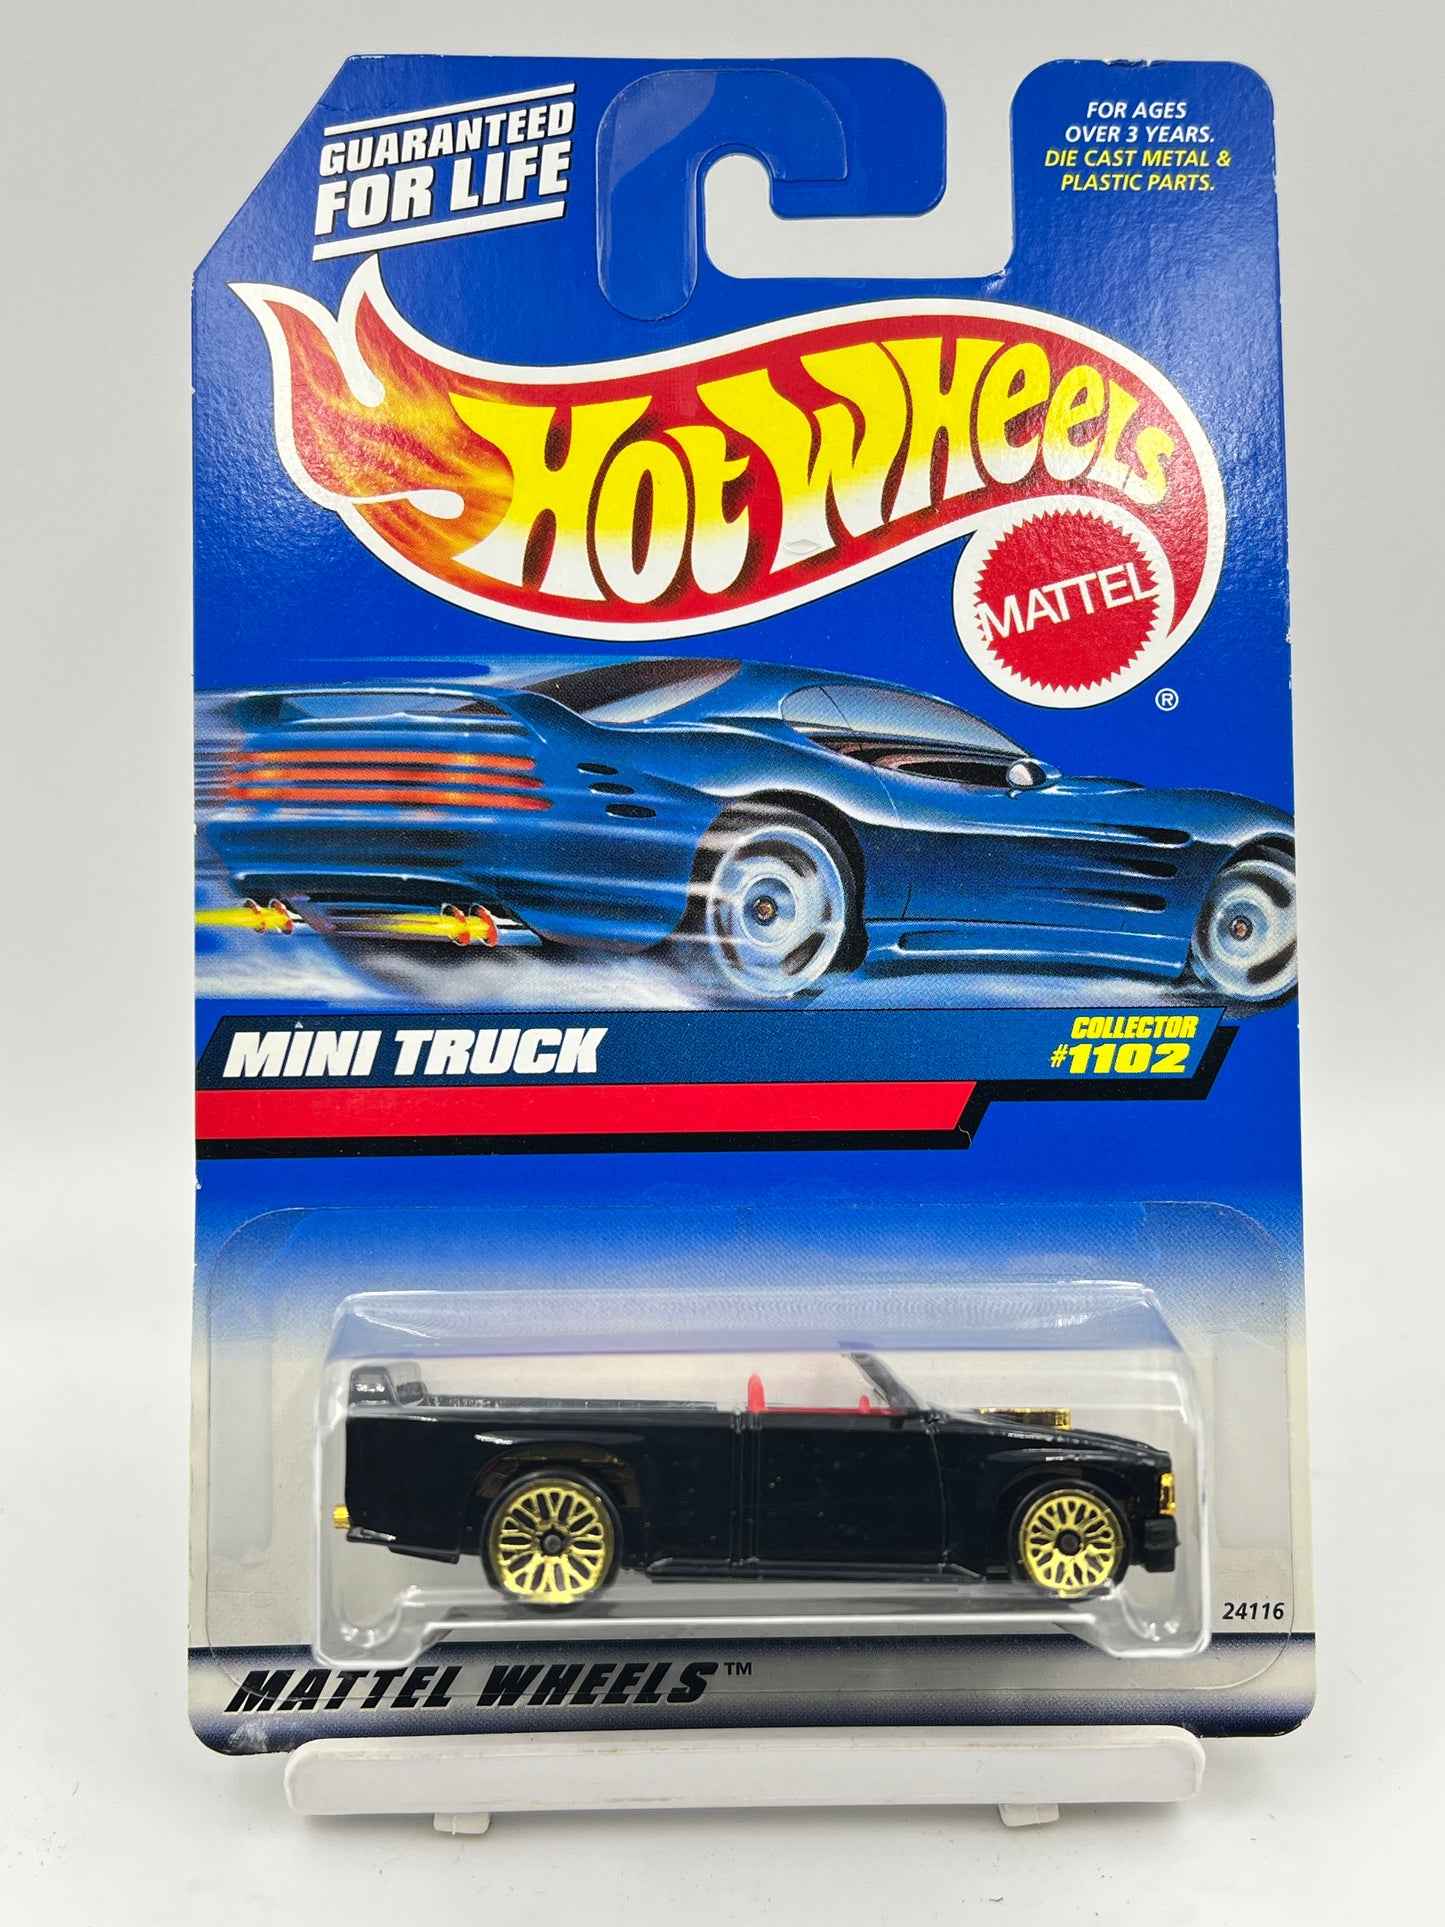 GUARANTEED
FOR LIFE
FOR AGES
OVER 3 YEARS.
DIE CAST METAL &
PLASTIC PARTS.
HOT WHEELS
MATTEL
®
MINI TRUCK
COLLECTOR
#1102
24116
MATTEL WHEELS™